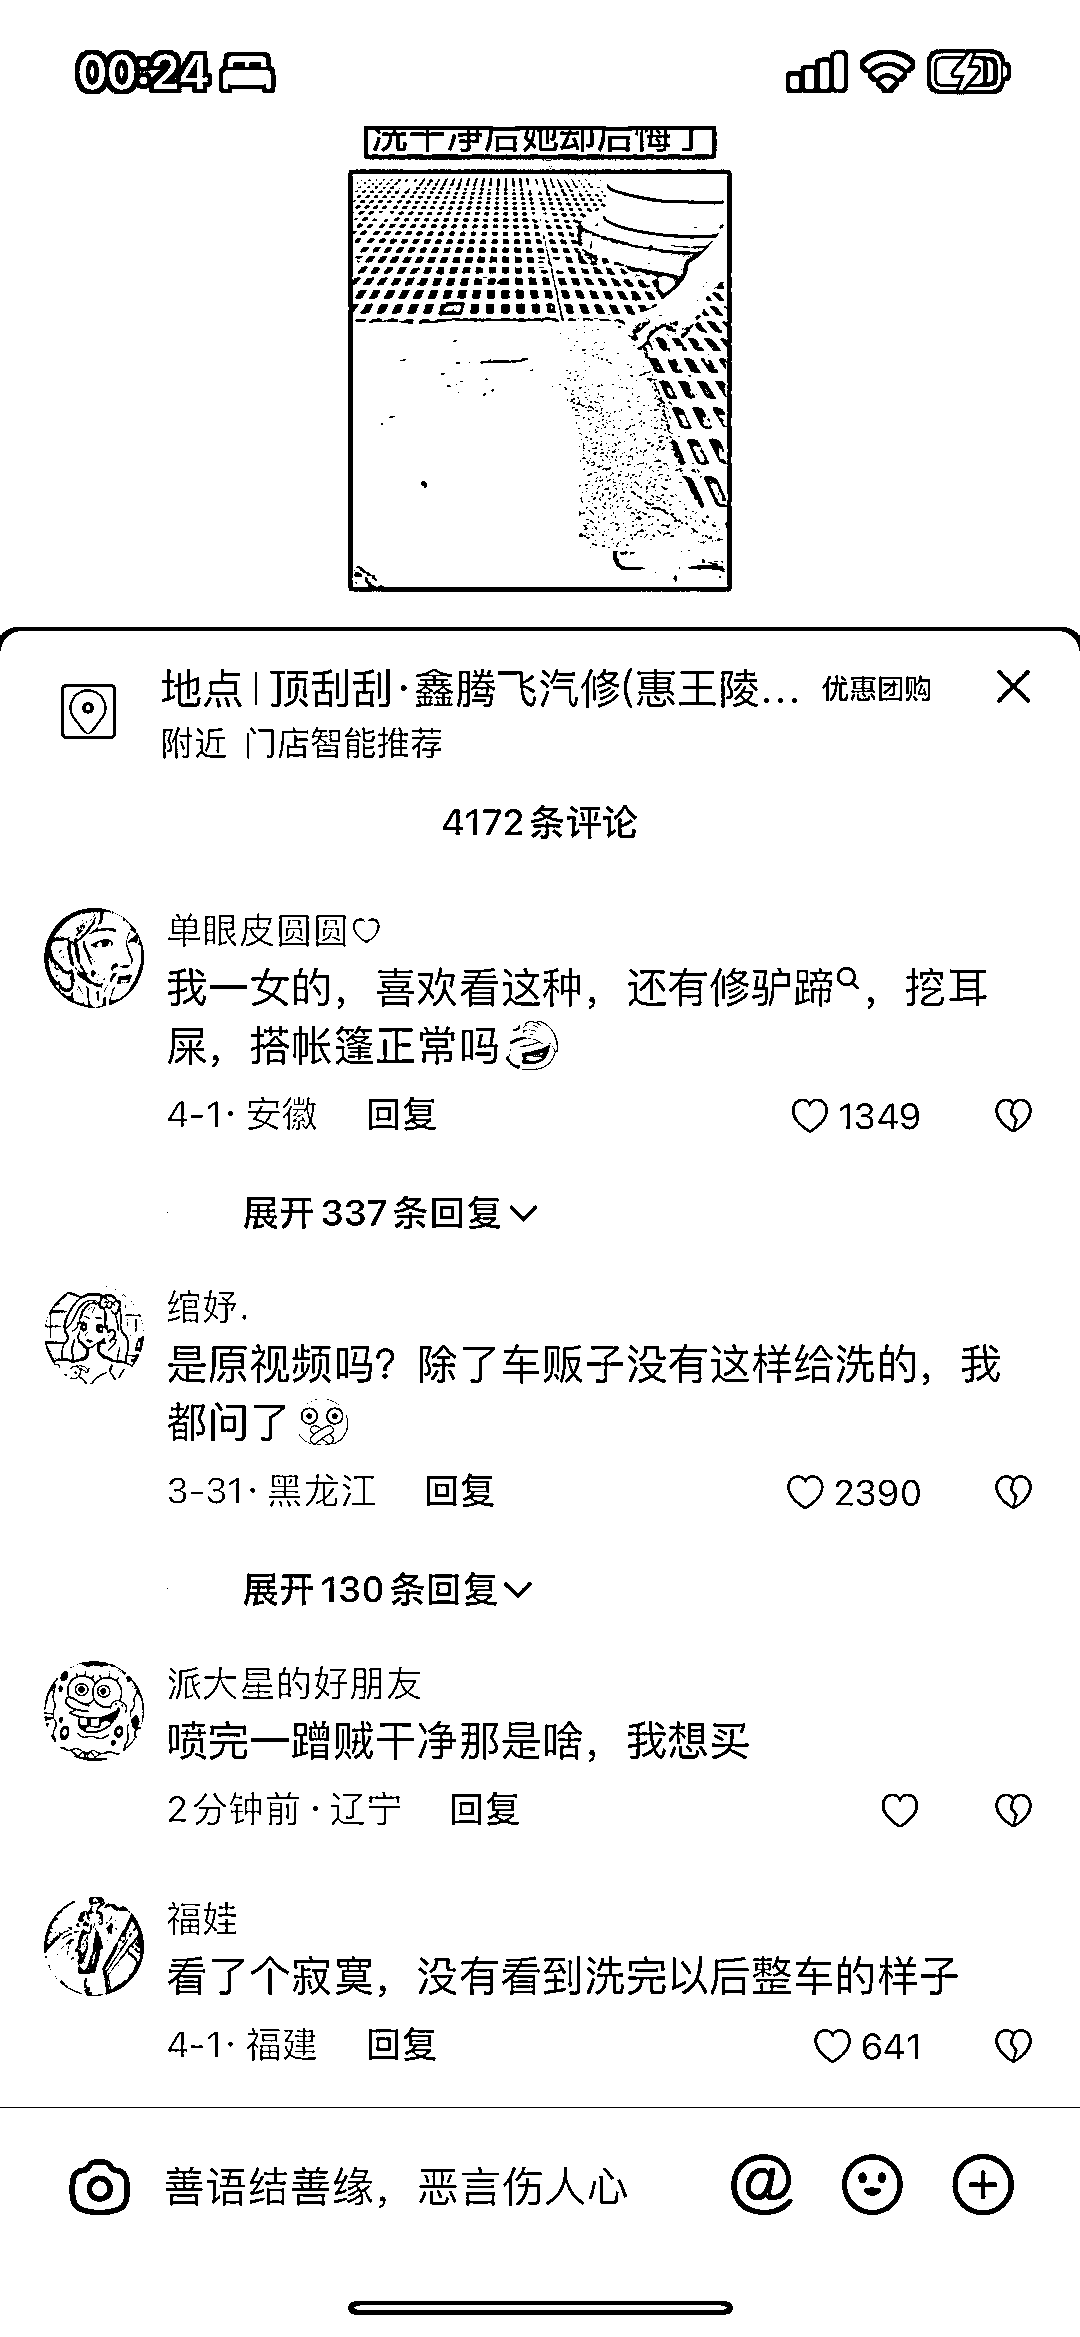 00:24
洗干净后她却后悔了
地点 | 顶刮刮·鑫腾飞汽修(惠王陵... 优惠团购
附近 门店智能推荐
4172条评论
单眼皮圆圆♡
我一女的，喜欢看这种，还有修驴蹄，挖耳
屎，搭帐篷正常吗
4-1· 安徽 回复 1349
展开337条回复
绾妤.
是原视频吗？除了车贩子没有这样给洗的，我
都问了
3-31· 黑龙江 回复 2390
展开130条回复
派大星的好朋友
喷完一蹭贼干净那是啥，我想买
2分钟前 · 辽宁 回复
福娃
看了个寂寞，没有看到洗完以后整车的样子
4-1· 福建 回复 641
善语结善缘，恶言伤人心